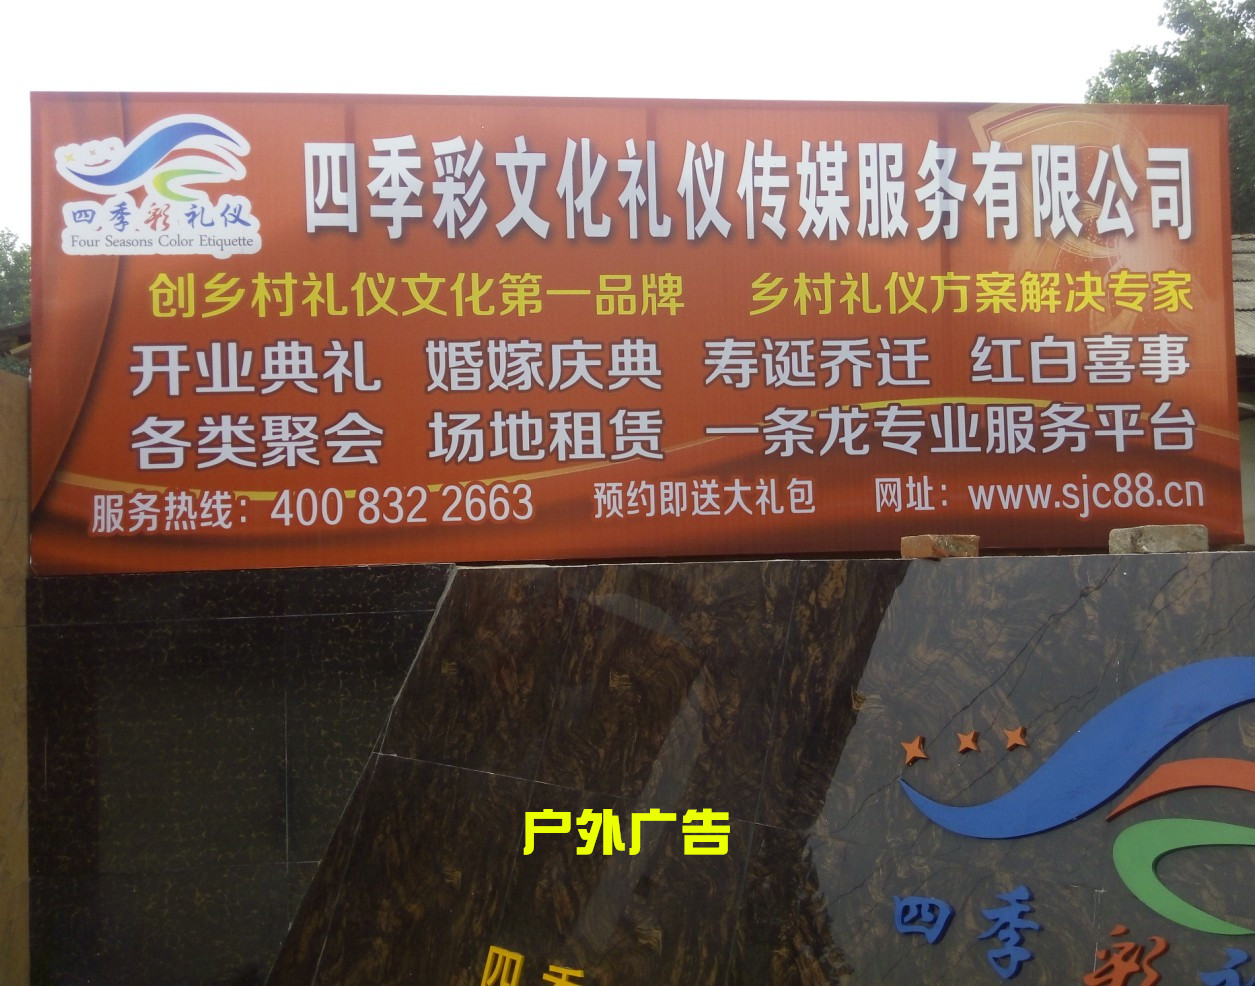 四季彩文化礼仪传媒服务有限公司
四季彩礼仪
Four Seasons Color Etiquette
创乡村礼仪文化第一品牌 乡村礼仪方案解决专家
开业典礼 婚嫁庆典 寿诞乔迁 红白喜事
各类聚会 场地租赁 一条龙专业服务平台
服务热线：400 832 2663 预约即送大礼包 网址：www.sjc88.cn
户外广告
四季彩礼
四季